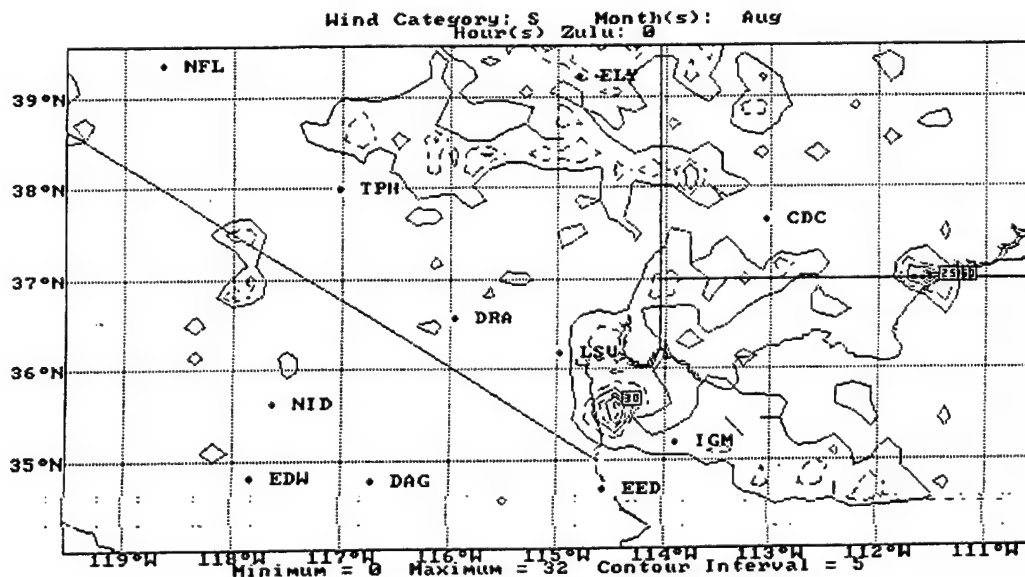 Wind Category: S Month(s): Aug
Hour(s) Zulu: 0
NFL
ELY
39°N
38°N
TPH
CDC
37°N
25
DRA
LSV
36°N
30
NID
IGM
35°N
EDW
DAG
EED
119°W 118°W 117°W 116°W 115°W 114°W 113°W 112°W 111°W
Minimum = 0 Maximum = 32 Contour Interval = 5